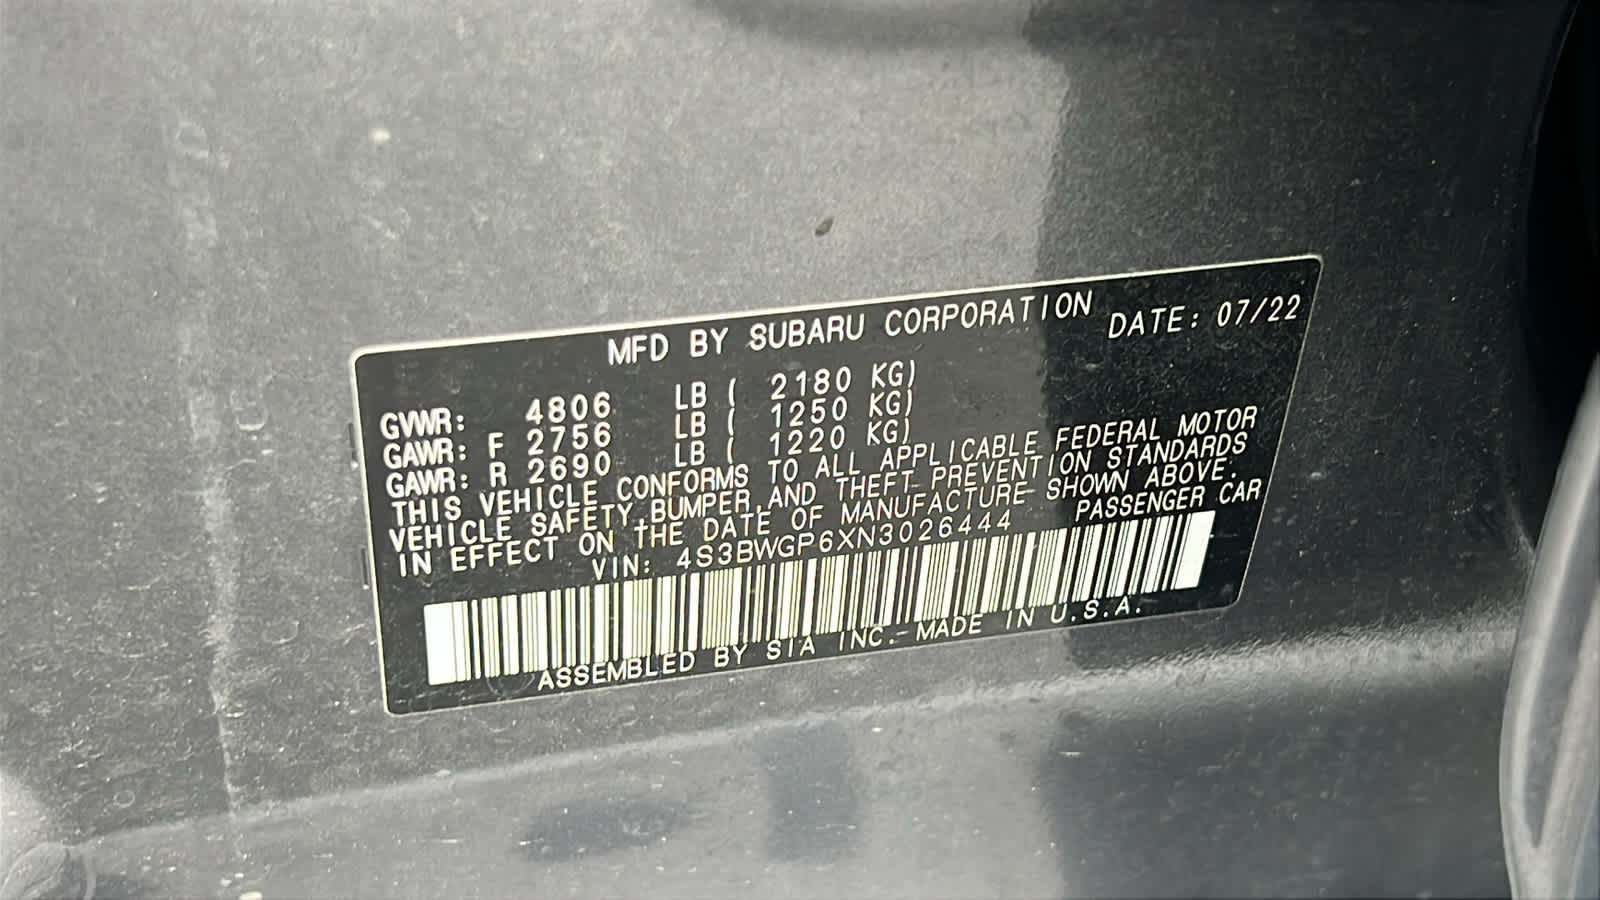 MFD BY SUBARU CORPORATION DATE: 07/22
GVWR: 4806 LB ( 2180 KG)
GAWR: F 2756 LB ( 1250 KG)
GAWR: R 2690 LB ( 1220 KG)
THIS VEHICLE CONFORMS TO ALL APPLICABLE FEDERAL MOTOR
VEHICLE SAFETY, BUMPER, AND THEFT PREVENTION STANDARDS
IN EFFECT ON THE DATE OF MANUFACTURE SHOWN ABOVE.
VIN: 4S3BWGP6XN3026444 PASSENGER CAR
ASSEMBLED BY SIA INC.-MADE IN U.S.A.